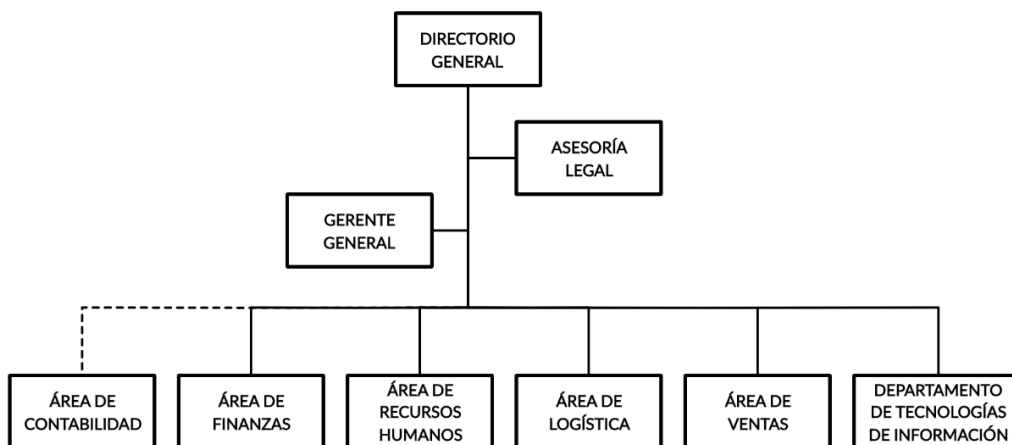 DIRECTORIO
GENERAL
ASESORÍA
LEGAL
GERENTE
GENERAL
ÁREA DE
CONTABILIDAD
ÁREA DE
FINANZAS
ÁREA DE
RECURSOS
HUMANOS
ÁREA DE
LOGÍSTICA
ÁREA DE
VENTAS
DEPARTAMENTO
DE TECNOLOGÍAS
DE INFORMACIÓN